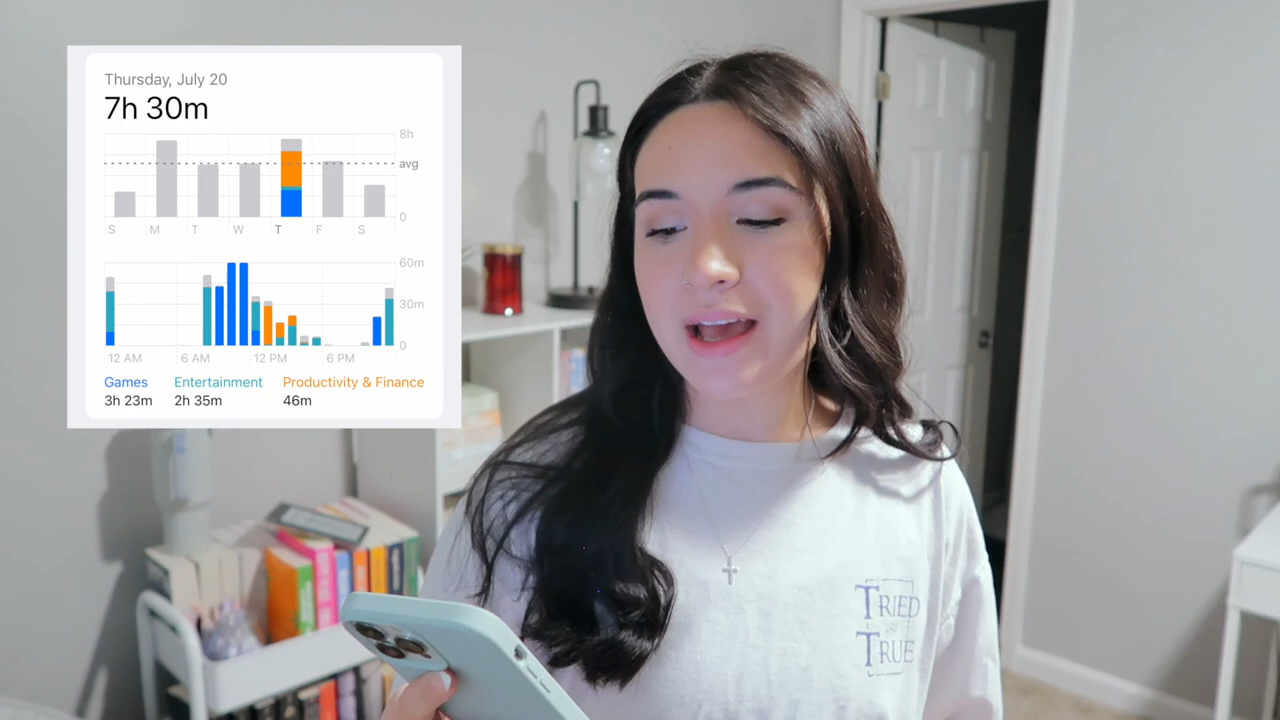 Thursday, July 20
7h 30m
8h
avg
0
S M T W T F S
60m
30m
0
12 AM 6 AM 12 PM 6 PM
Games Entertainment Productivity & Finance
3h 23m 2h 35m 46m
TRIED
TRUE